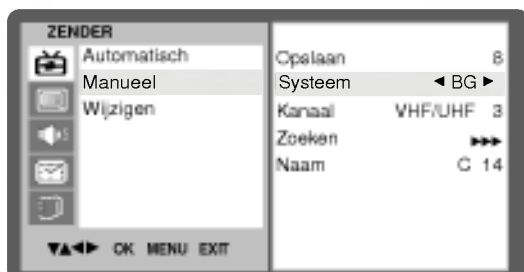 ZENDER
Automatisch
Manueel
Wijzigen
▼▲◄► OK MENU EXIT
Opslaan 8
Systeem ◄ BG ►
Kanaal VHF/UHF 3
Zoeken ►►►
Naam C 14